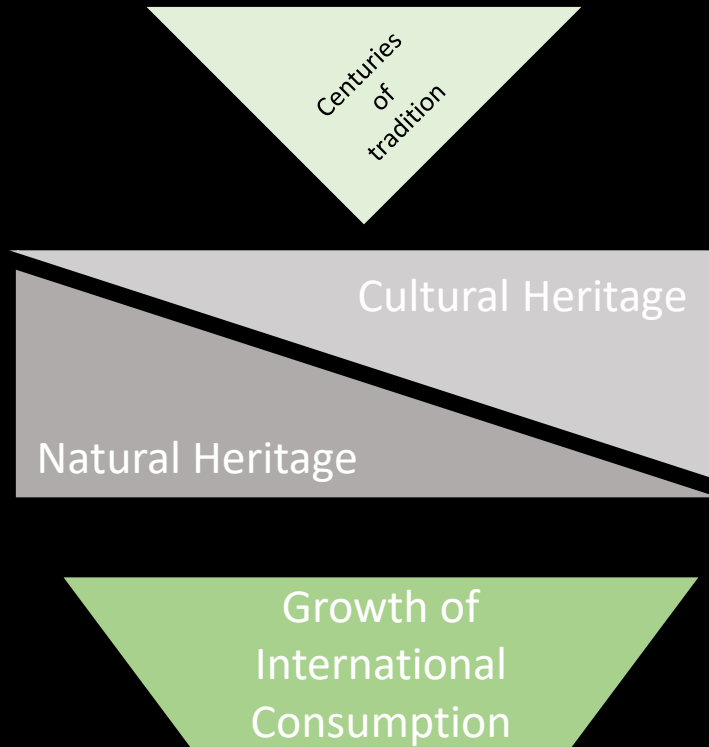 Centuries
of
tradition
Cultural Heritage
Natural Heritage
Growth of
International
Consumption